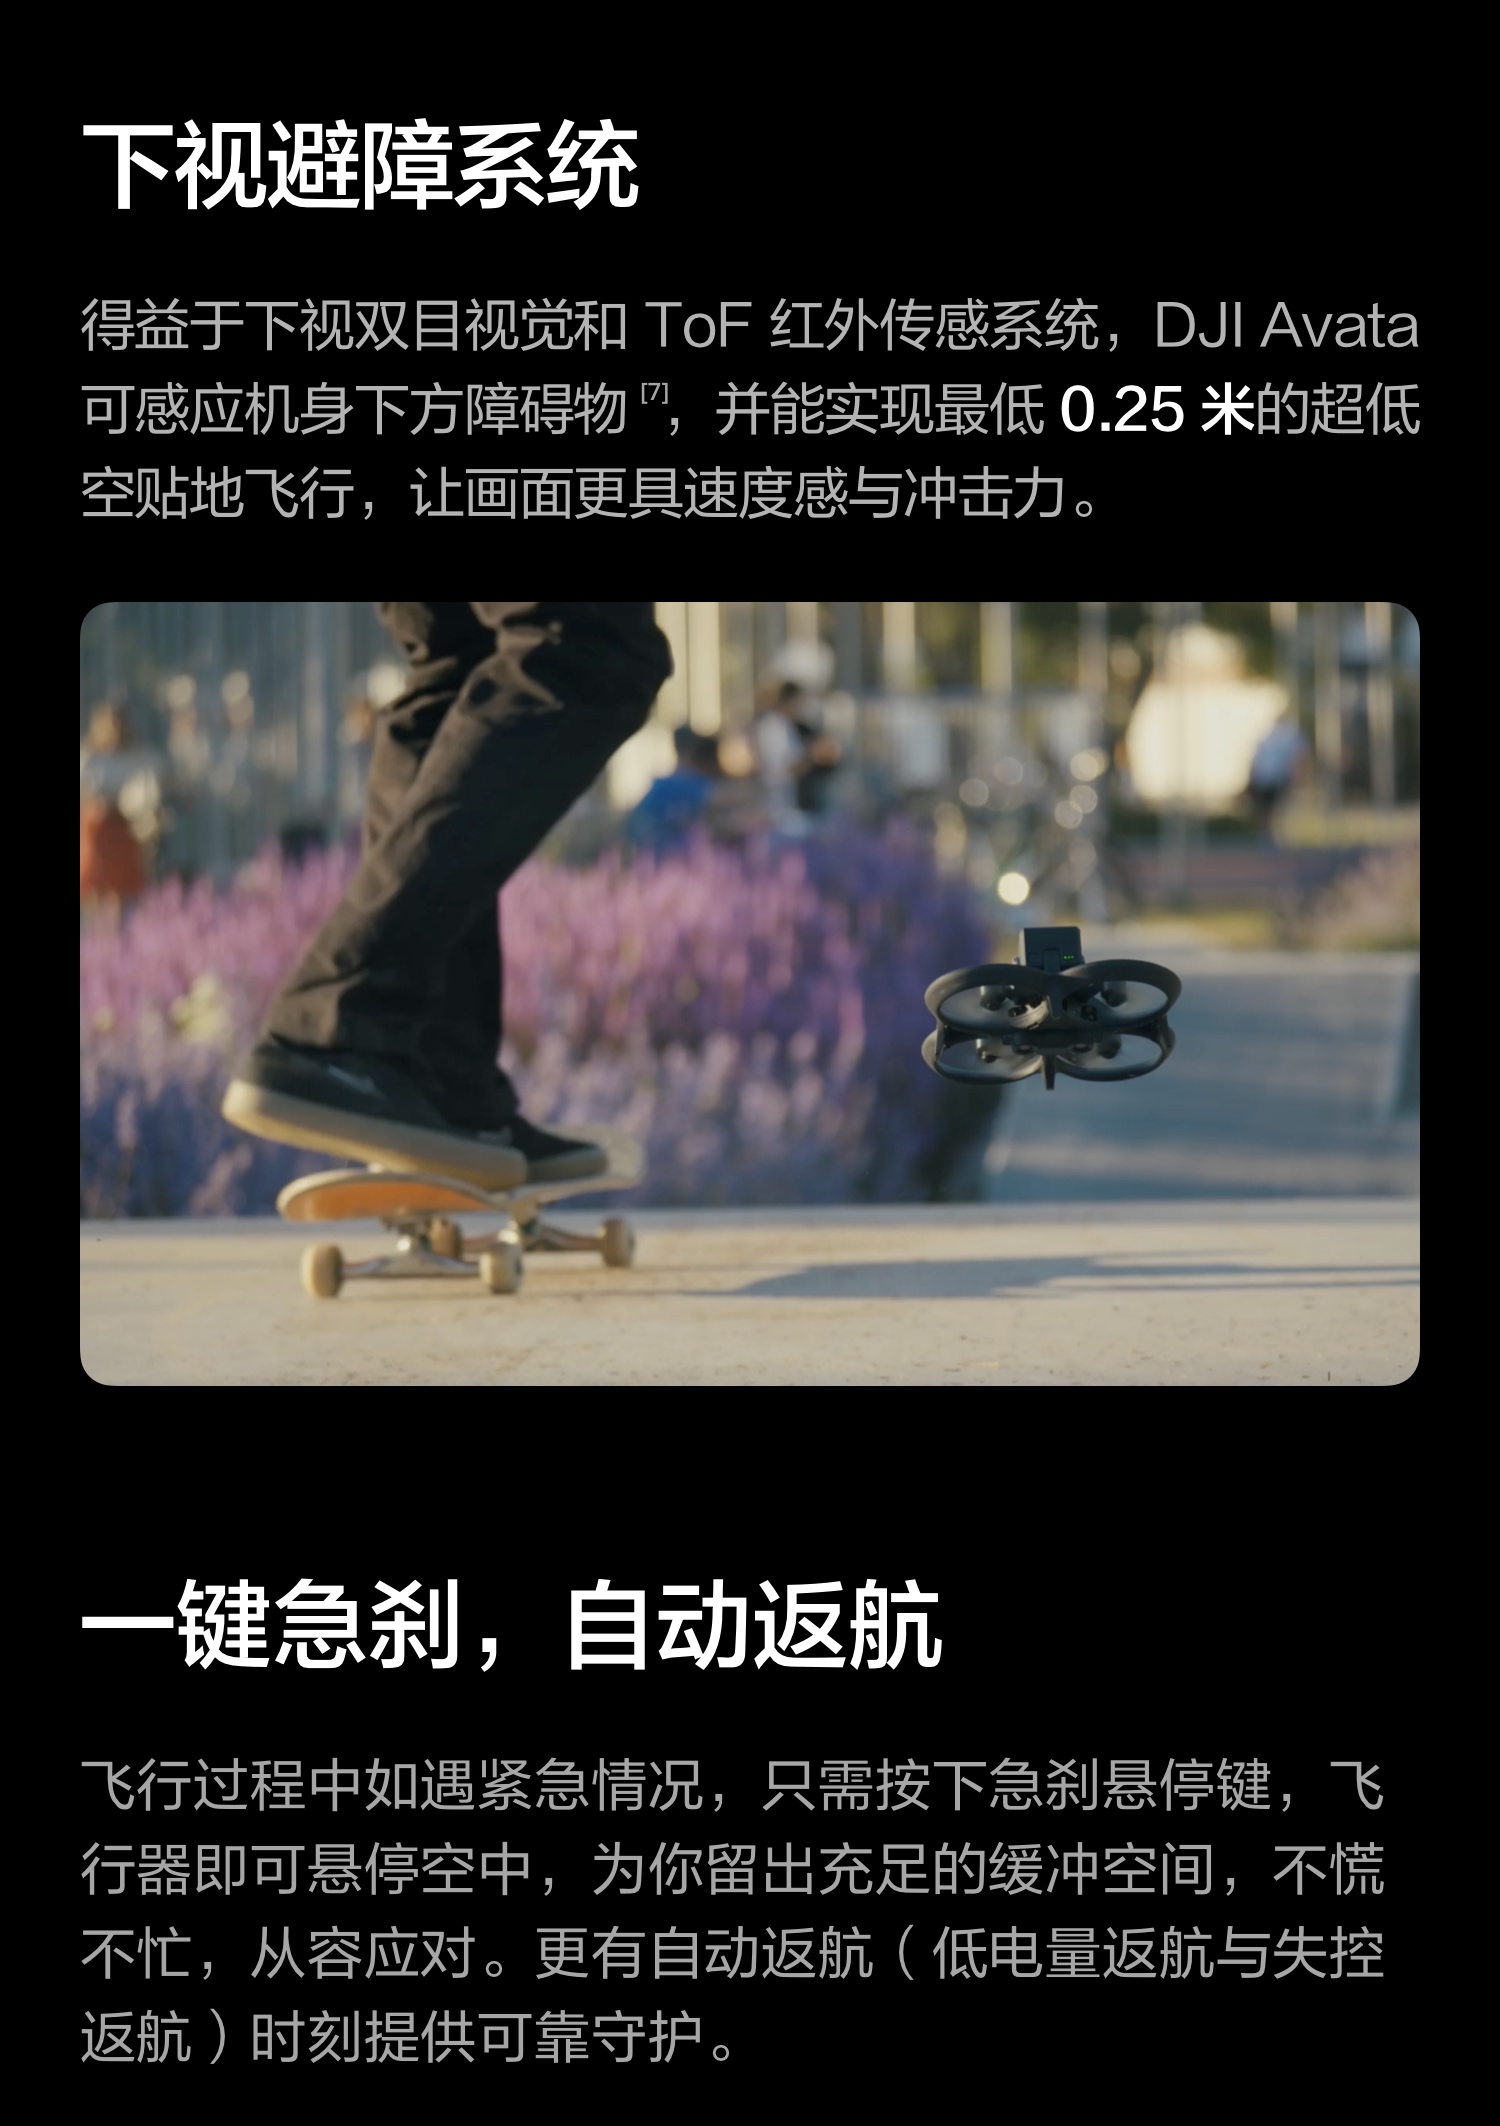 下视避障系统
得益于下视双目视觉和 ToF 红外传感系统，DJI Avata
可感应机身下方障碍物 [7]，并能实现最低 0.25 米的超低
空贴地飞行，让画面更具速度感与冲击力。
一键急刹，自动返航
飞行过程中如遇紧急情况，只需按下急刹悬停键，飞
行器即可悬停空中，为你留出充足的缓冲空间，不慌
不忙，从容应对。更有自动返航（低电量返航与失控
返航）时刻提供可靠守护。